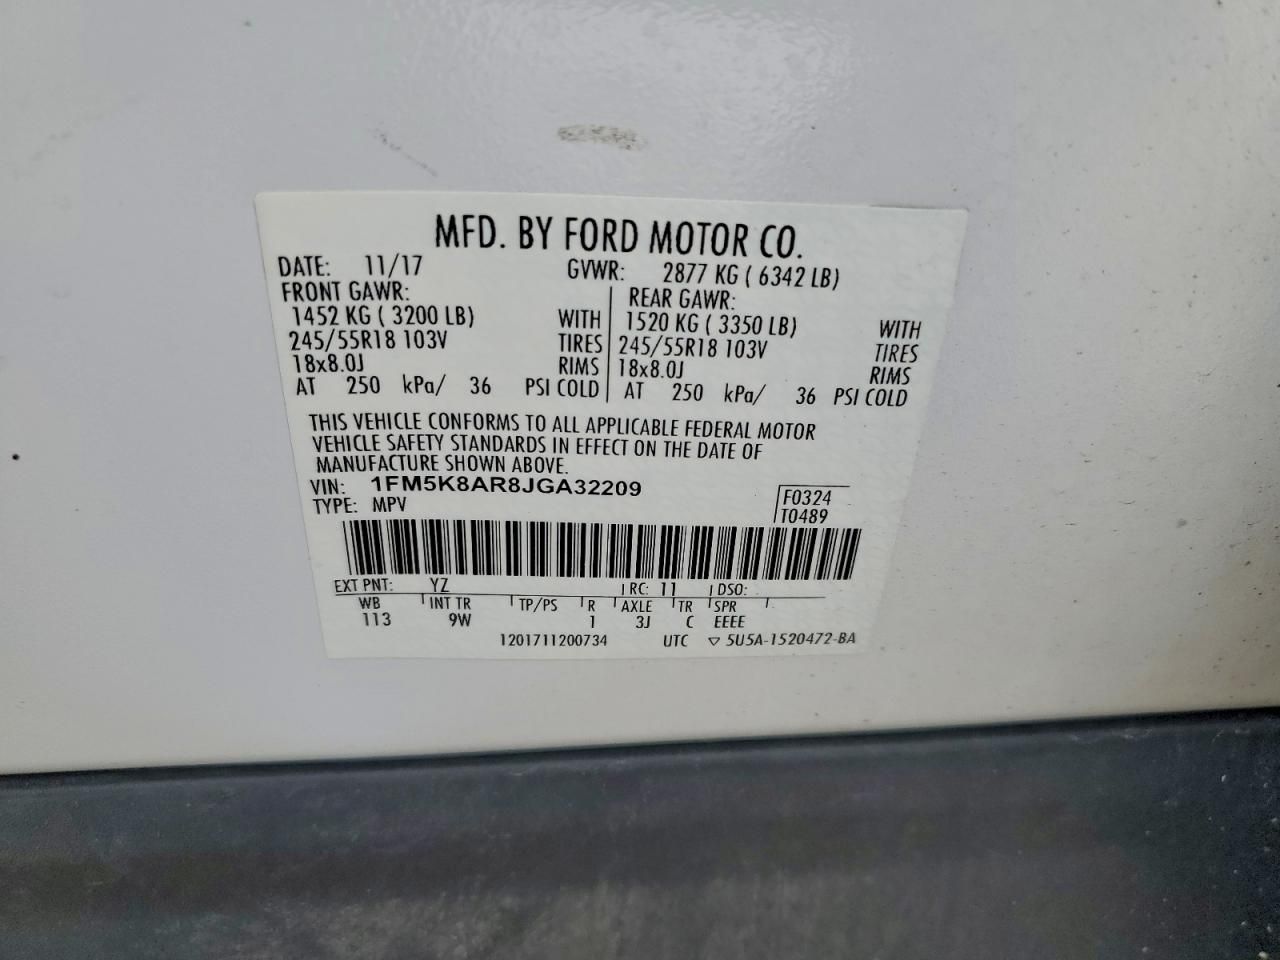 MFD. BY FORD MOTOR CO.
DATE: 11/17 GVWR: 2877 KG ( 6342 LB)
FRONT GAWR: REAR GAWR:
1452 KG ( 3200 LB) WITH 1520 KG ( 3350 LB) WITH
245/55R18 103V TIRES 245/55R18 103V TIRES
18x8.0J RIMS 18x8.0J RIMS
AT 250 kPa/ 36 PSI COLD AT 250 kPa/ 36 PSI COLD
THIS VEHICLE CONFORMS TO ALL APPLICABLE FEDERAL MOTOR
VEHICLE SAFETY STANDARDS IN EFFECT ON THE DATE OF
MANUFACTURE SHOWN ABOVE.
VIN: 1FM5K8AR8JGA32209 F0324
TYPE: MPV T0489
EXT PNT: YZ RC: 11 DSO:
WB INT TR TP/PS R AXLE TR SPR
113 9W 1 3J C EEEE
1201711200734 UTC ▽ 5U5A-1520472-BA